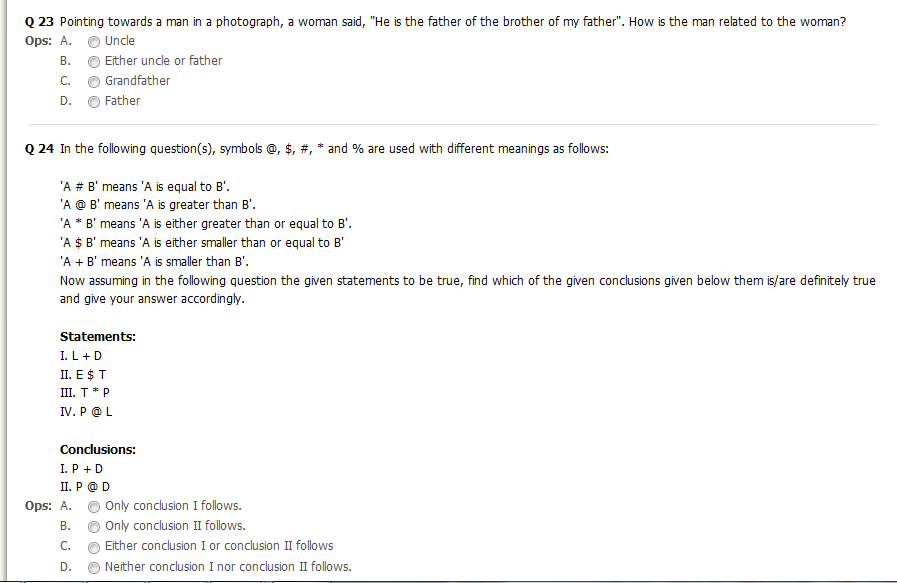 Q 23 Pointing towards a man in a photograph, a woman said, "He is the father of the brother of my father". How is the man related to the woman?
Ops: A. Uncle
B. Either uncle or father
C. Grandfather
D. Father
Q 24 In the following question(s), symbols @, $, #, * and % are used with different meanings as follows:
'A # B' means 'A is equal to B'.
'A @ B' means 'A is greater than B'.
'A * B' means 'A is either greater than or equal to B'.
'A $ B' means 'A is either smaller than or equal to B'
'A + B' means 'A is smaller than B'.
Now assuming in the following question the given statements to be true, find which of the given conclusions given below them is/are definitely true
and give your answer accordingly.
Statements:
I. L + D
II. E $ T
III. T * P
IV. P @ L
Conclusions:
I. P + D
II. P @ D
Ops: A. Only conclusion I follows.
B. Only conclusion II follows.
C. Either conclusion I or conclusion II follows
D. Neither conclusion I nor conclusion II follows.